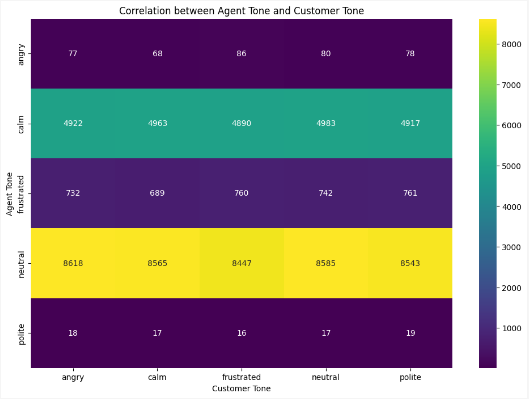 Correlation between Agent Tone and Customer Tone
angry 77 68 86 80 78
calm 4922 4963 4890 4983 4917
frustrated 732 689 760 742 761
neutral 8618 8565 8447 8585 8543
polite 18 17 16 17 19
Agent Tone
angry calm frustrated neutral polite
Customer Tone
8000
7000
6000
5000
4000
3000
2000
1000